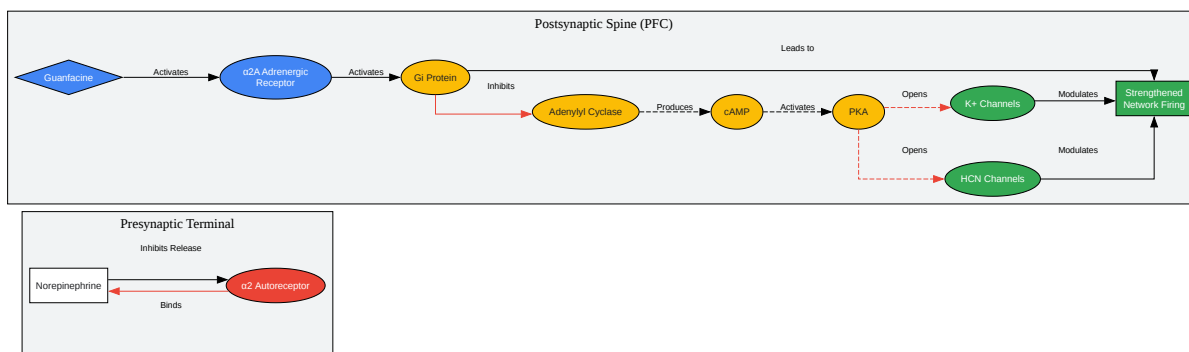 Postsynaptic Spine (PFC)
Leads to
Guanfacine
Activates
α2A Adrenergic
Receptor
Activates
Gi Protein
Inhibits
Adenylyl Cyclase
Produces
cAMP
Activates
PKA
Opens
K+ Channels
Modulates
Strengthened
Network Firing
Opens
HCN Channels
Modulates
Presynaptic Terminal
Inhibits Release
Norepinephrine
α2 Autoreceptor
Binds